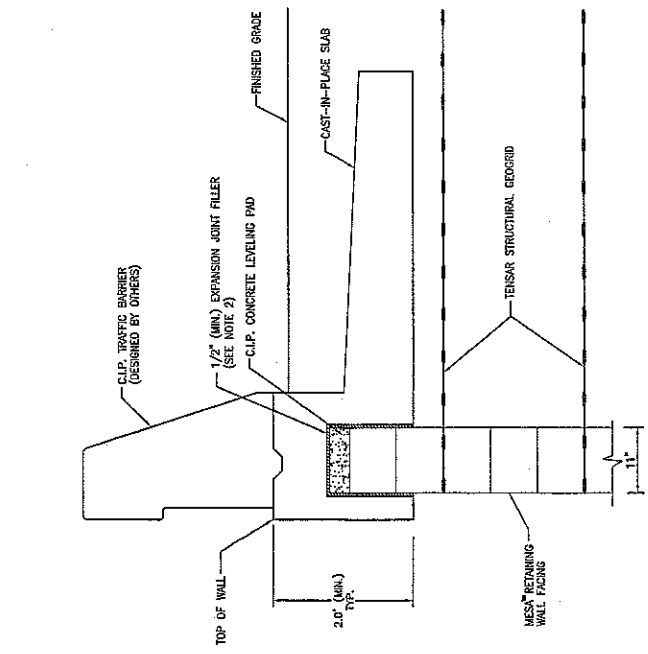 C.I.P. TRAFFIC BARRIER
(DESIGNED BY OTHERS)
1/2" (MIN.) EXPANSION JOINT FILLER
(SEE NOTE 2)
C.I.P. CONCRETE LEVELING PAD
FINISHED GRADE
CAST-IN-PLACE SLAB
TOP OF WALL
2.0' (MIN.)
TYP.
TENSAR STRUCTURAL GEOGRID
MESA™ RETAINING
WALL FACING
11"